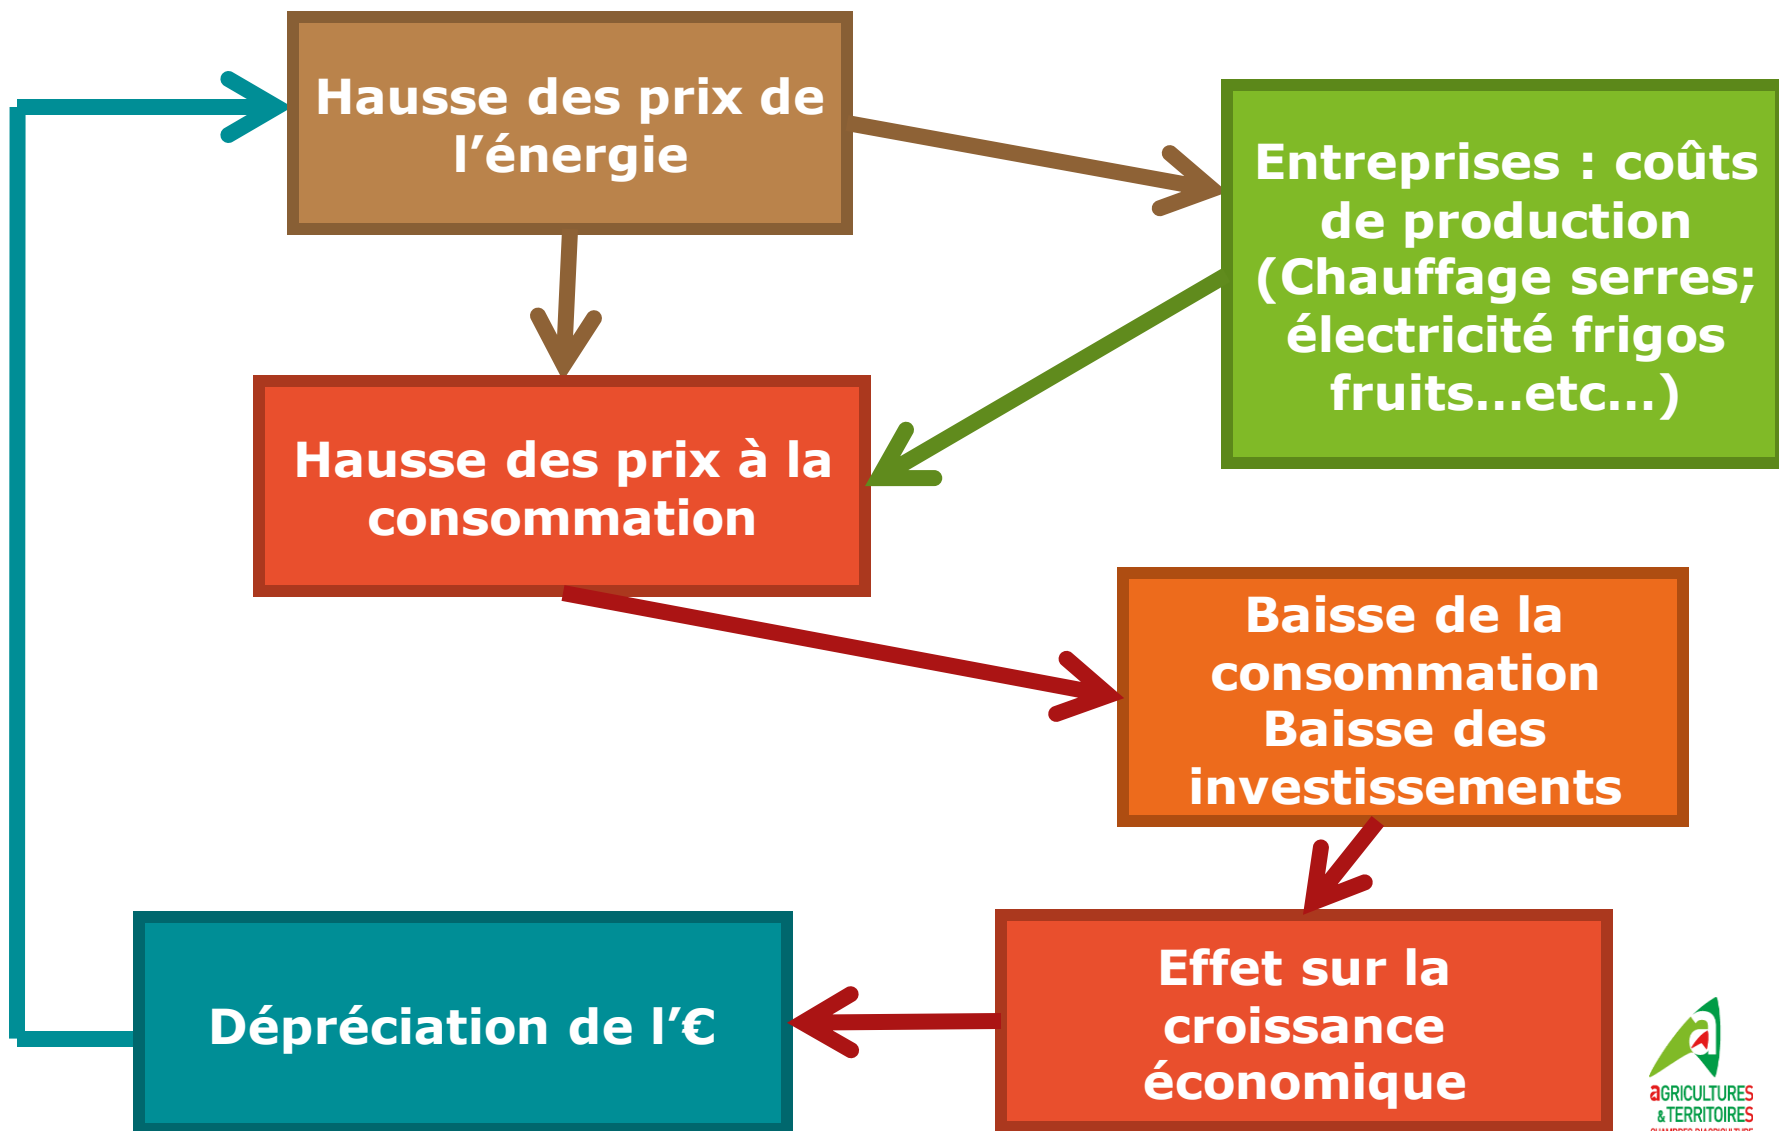 Hausse des prix de
l’énergie
Entreprises : coûts
de production
(Chauffage serres;
électricité frigos
fruits…etc…)
Hausse des prix à la
consommation
Baisse de la
consommation
Baisse des
investissements
Effet sur la
croissance
économique
Dépréciation de l’€
aGRICULTURES
& TERRITOIRES